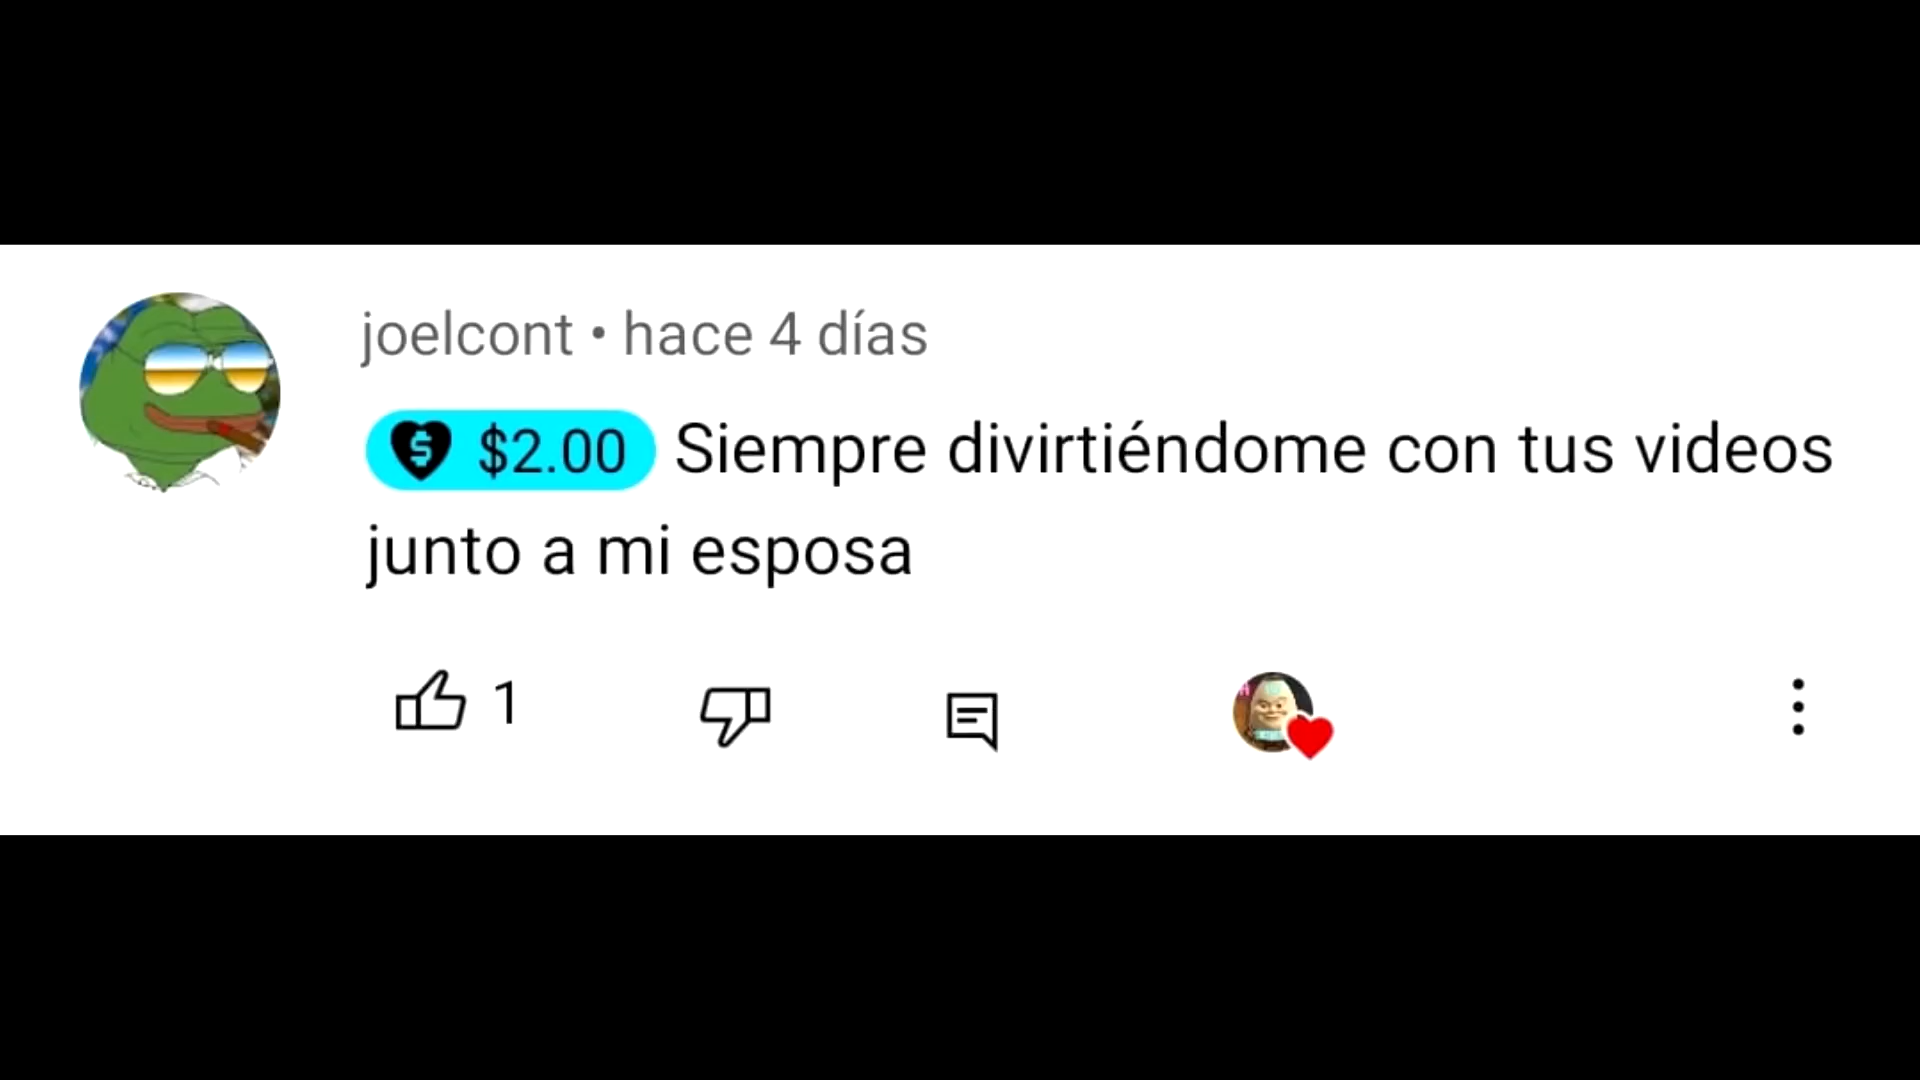 joelcont • hace 4 días
$2.00 Siempre divirtiéndome con tus videos
junto a mi esposa
1